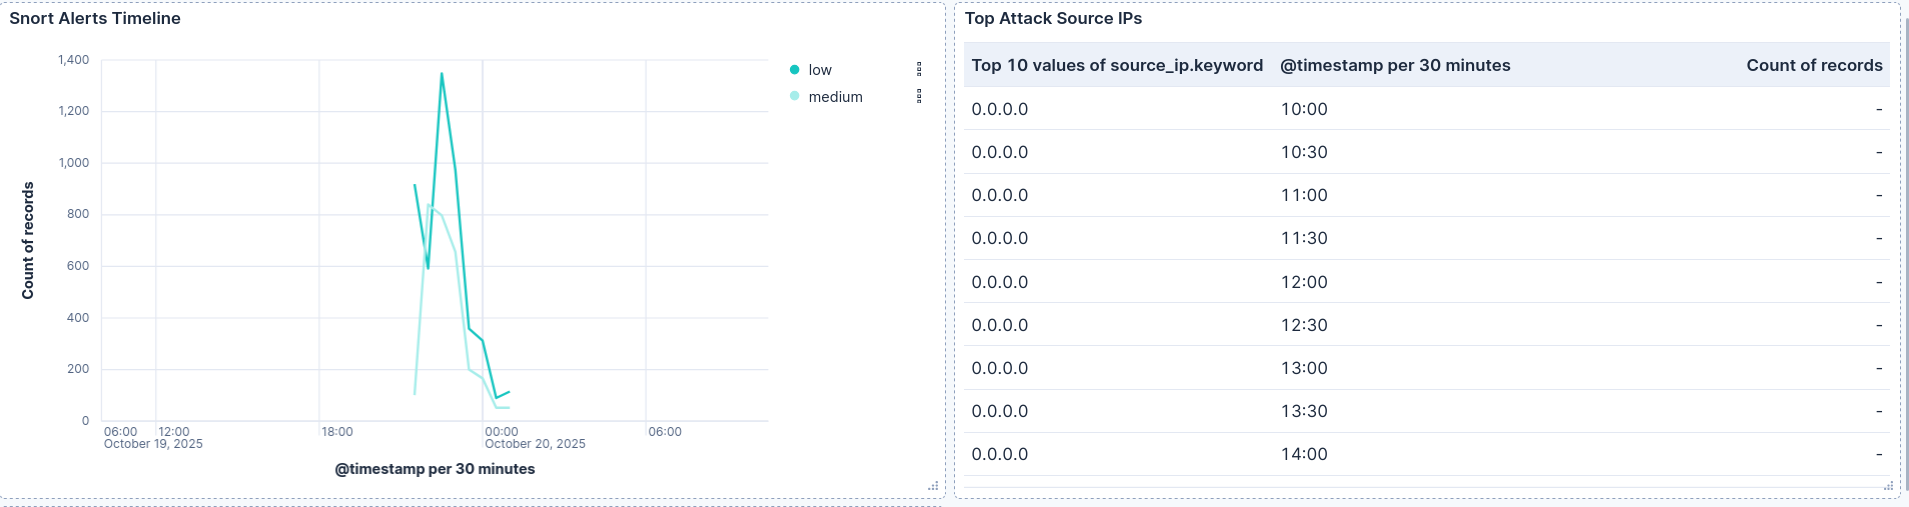 Snort Alerts Timeline
1,400
1,200
1,000
800
600
400
200
0
Count of records
06:00 12:00 18:00 00:00 06:00
October 19, 2025 October 20, 2025
@timestamp per 30 minutes
low
medium
Top Attack Source IPs
Top 10 values of source_ip.keyword @timestamp per 30 minutes Count of records
0.0.0.0 10:00 -
0.0.0.0 10:30 -
0.0.0.0 11:00 -
0.0.0.0 11:30 -
0.0.0.0 12:00 -
0.0.0.0 12:30 -
0.0.0.0 13:00 -
0.0.0.0 13:30 -
0.0.0.0 14:00 -